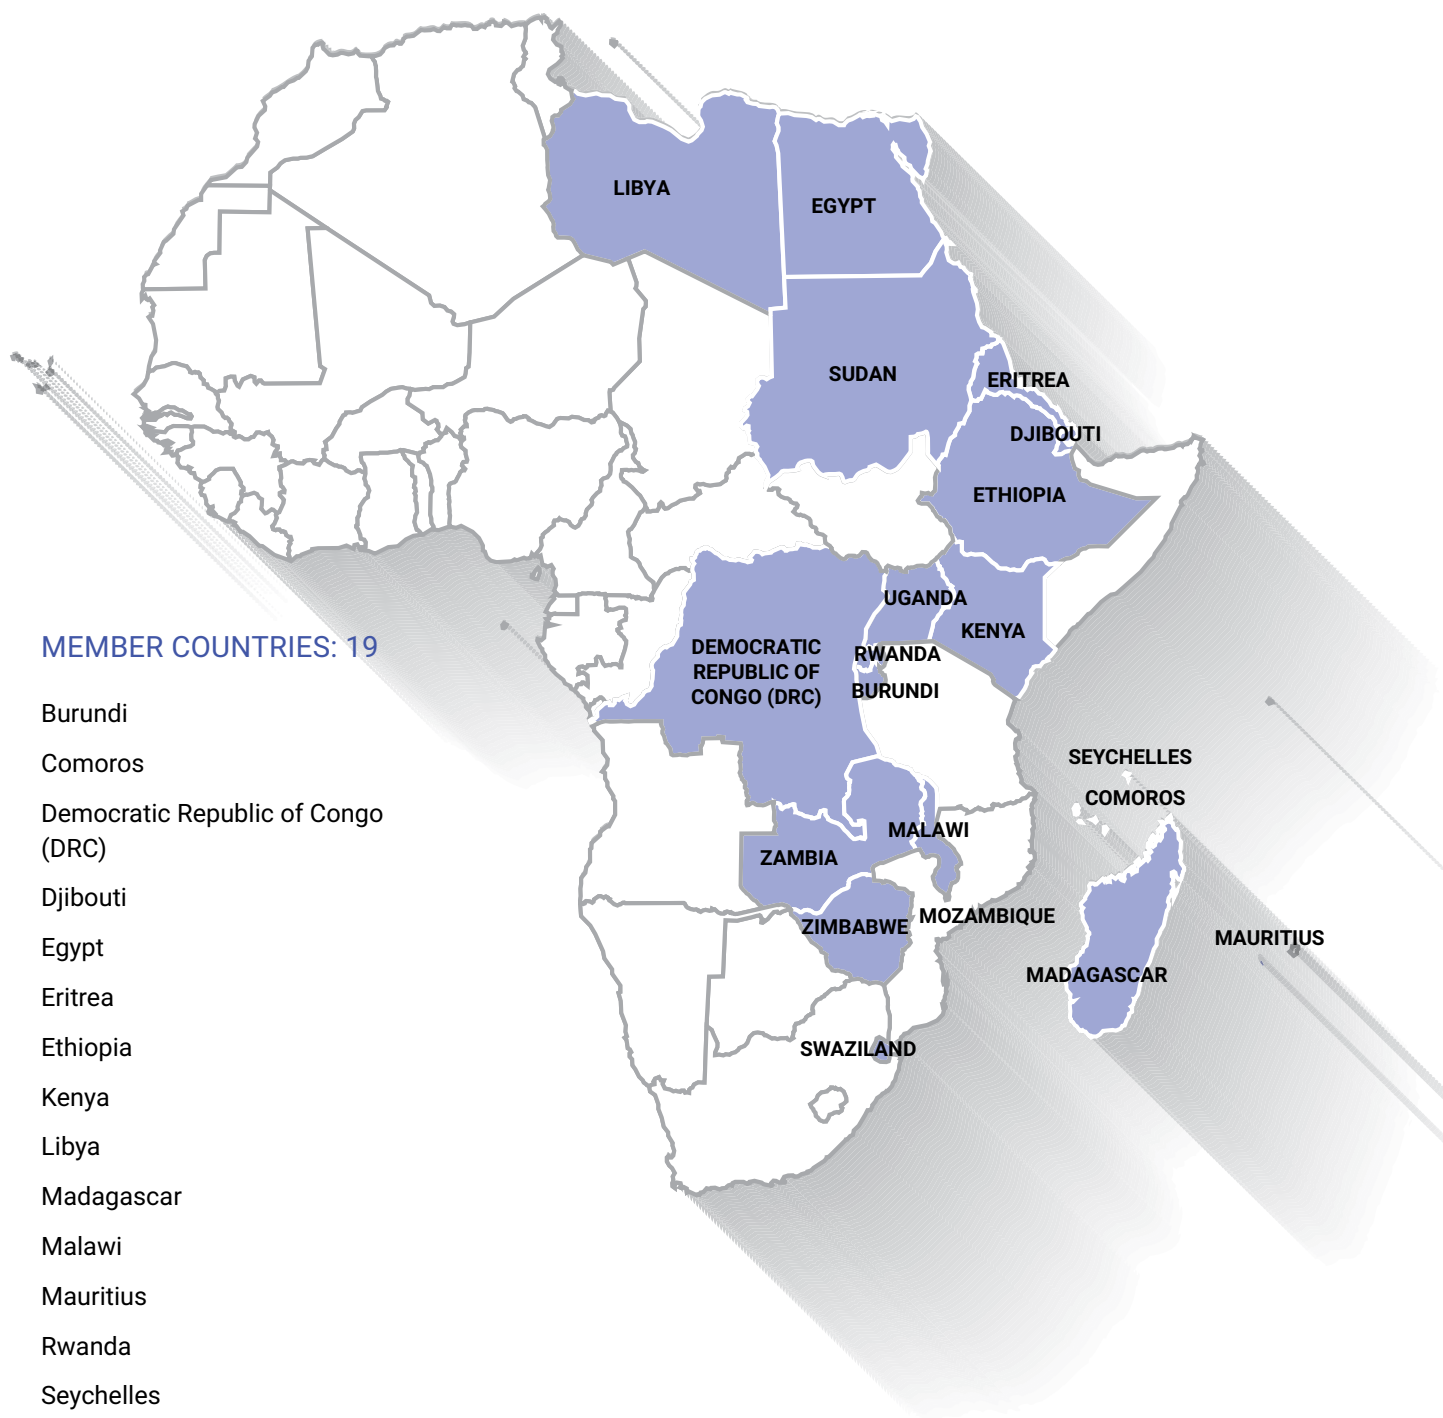 LIBYA
EGYPT
SUDAN
ERITREA
DJIBOUTI
ETHIOPIA
UGANDA
KENYA
DEMOCRATIC
REPUBLIC OF
CONGO (DRC)
RWANDA
BURUNDI
SEYCHELLES
COMOROS
MALAWI
ZAMBIA
MOZAMBIQUE
ZIMBABWE
MAURITIUS
MADAGASCAR
SWAZILAND
MEMBER COUNTRIES: 19
Burundi
Comoros
Democratic Republic of Congo
(DRC)
Djibouti
Egypt
Eritrea
Ethiopia
Kenya
Libya
Madagascar
Malawi
Mauritius
Rwanda
Seychelles